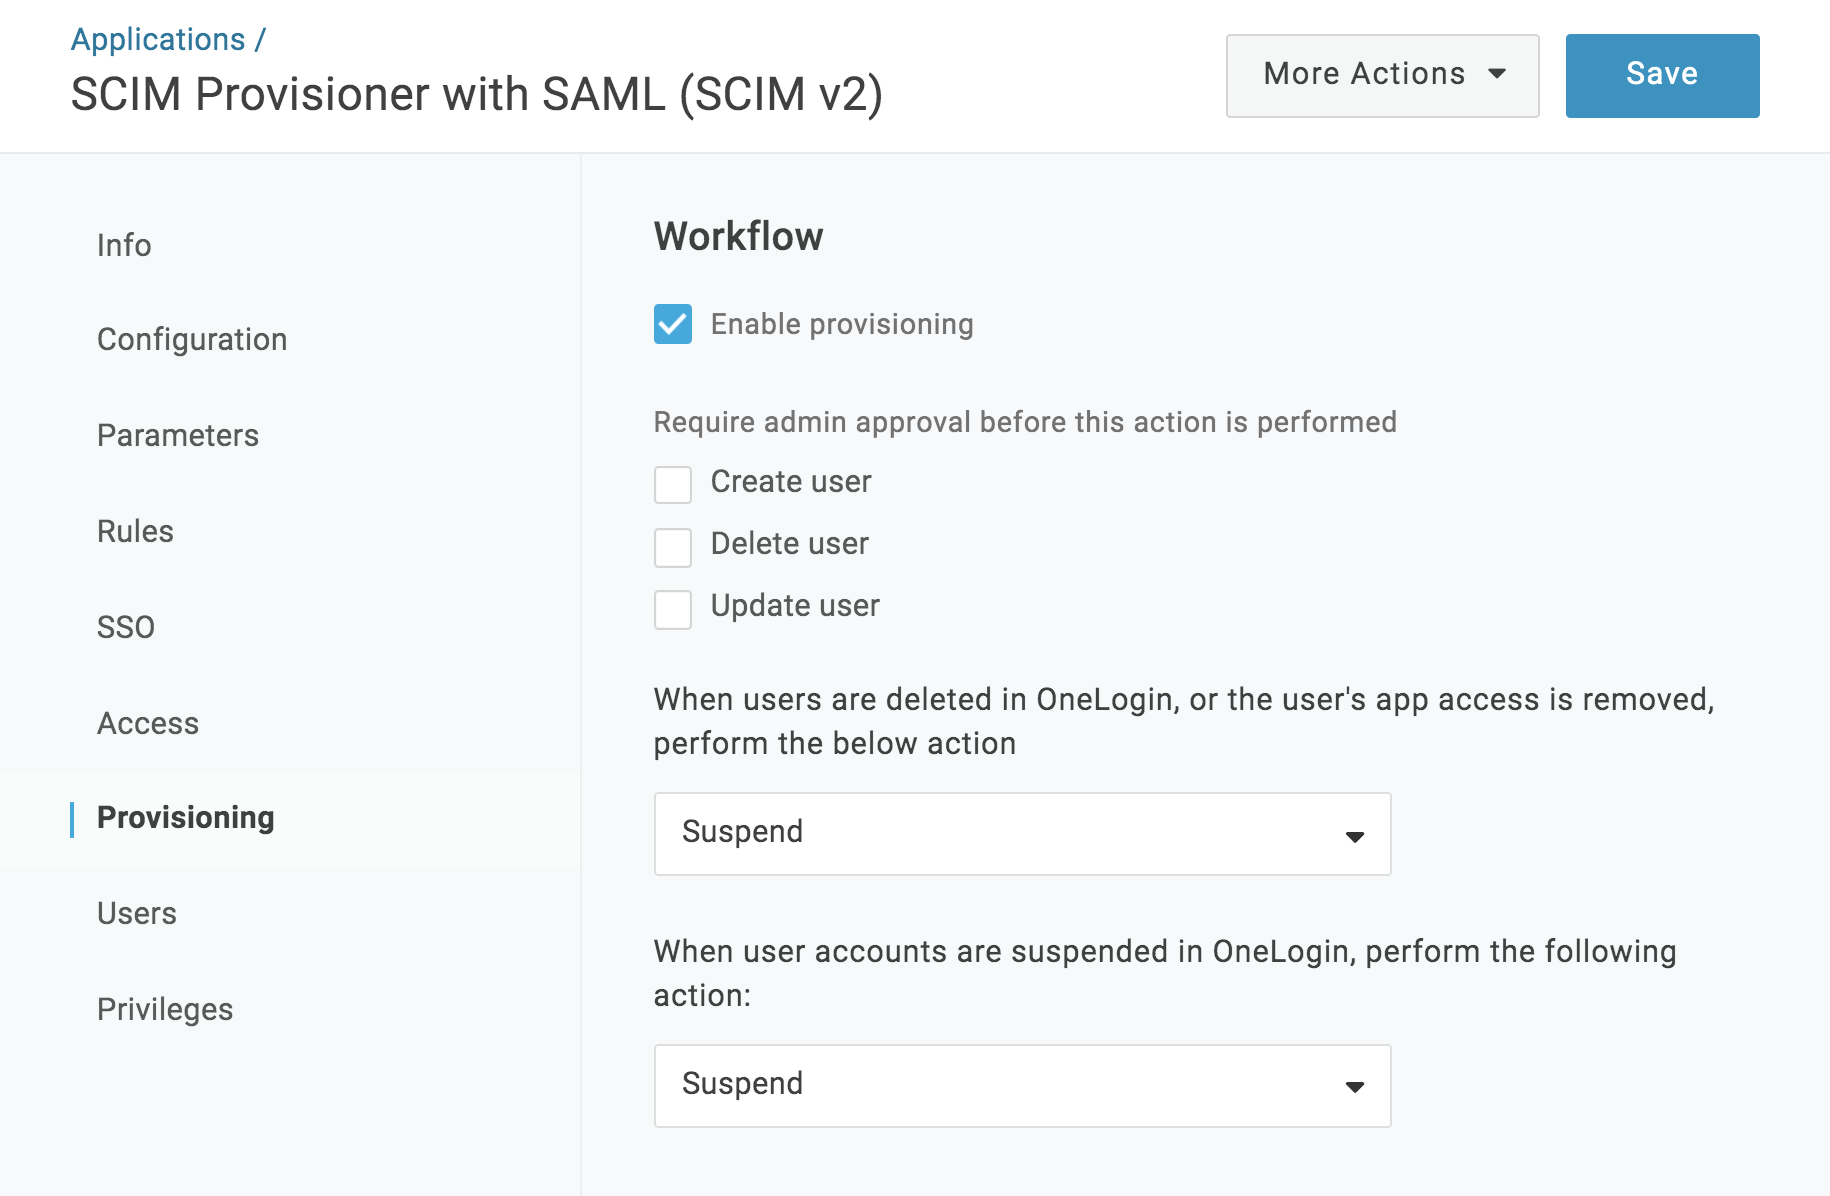 Applications /
SCIM Provisioner with SAML (SCIM v2)
More Actions
Save
Info
Configuration
Parameters
Rules
SSO
Access
Provisioning
Users
Privileges
Workflow
Enable provisioning
Require admin approval before this action is performed
Create user
Delete user
Update user
When users are deleted in OneLogin, or the user's app access is removed,
perform the below action
Suspend
When user accounts are suspended in OneLogin, perform the following
action:
Suspend